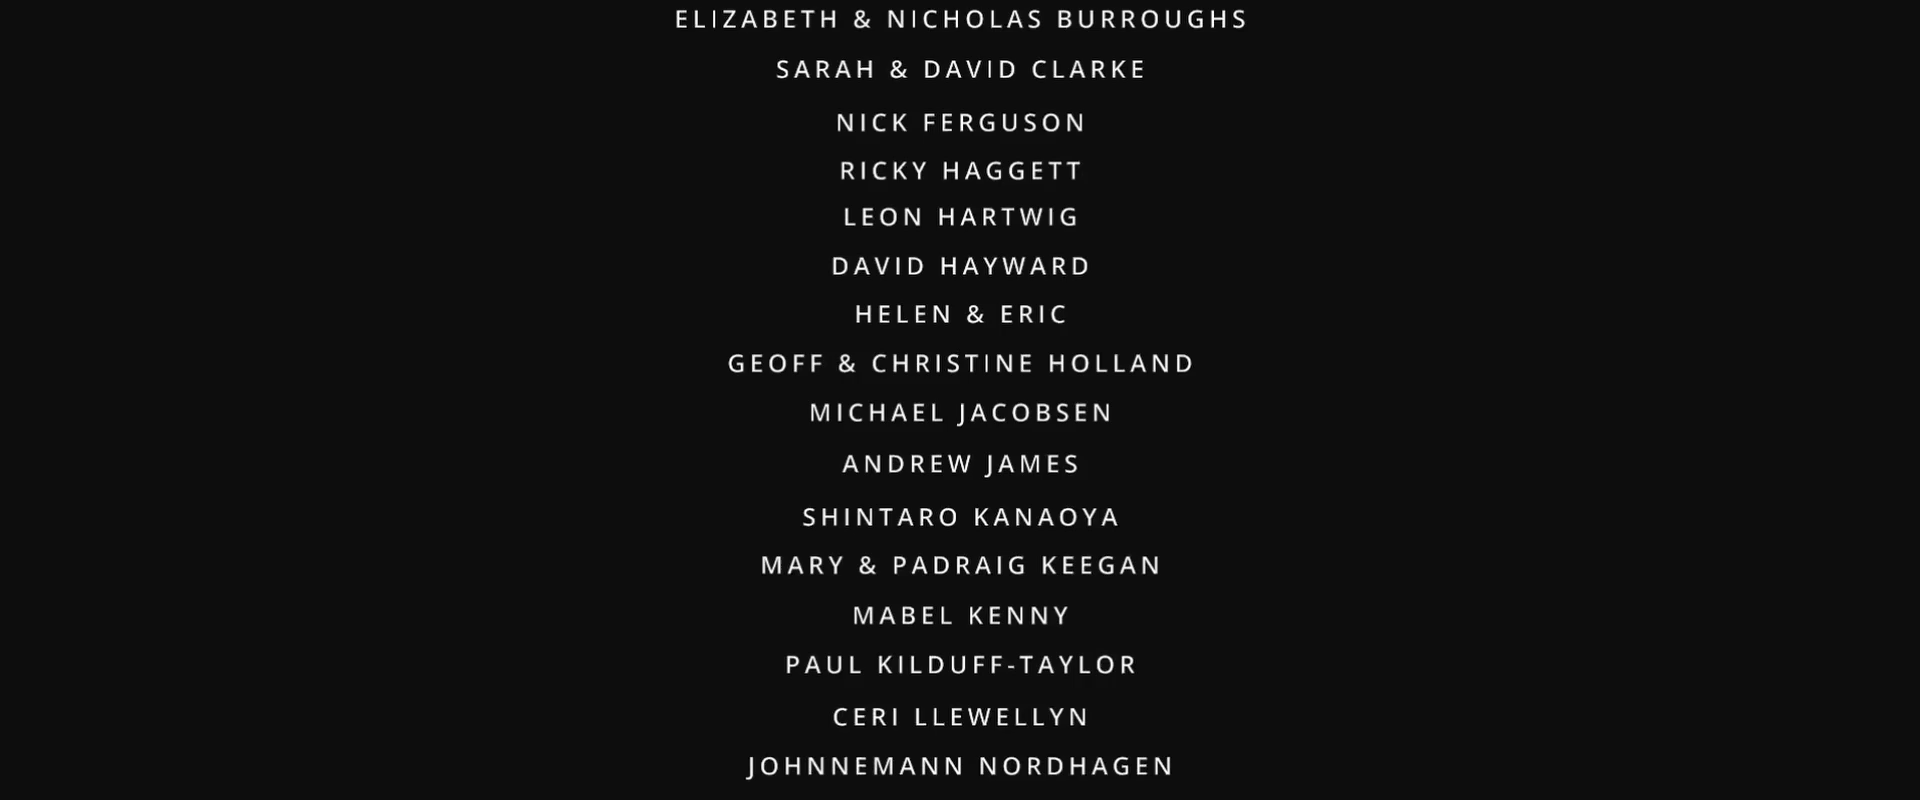 ELIZABETH & NICHOLAS BURROUGHS
SARAH & DAVID CLARKE
NICK FERGUSON
RICKY HAGGETT
LEON HARTWIG
DAVID HAYWARD
HELEN & ERIC
GEOFF & CHRISTINE HOLLAND
MICHAEL JACOBSEN
ANDREW JAMES
SHINTARO KANAOYA
MARY & PADRAIG KEEGAN
MABEL KENNY
PAUL KILDUFF-TAYLOR
CERI LLEWELLYN
JOHNNEMANN NORDHAGEN